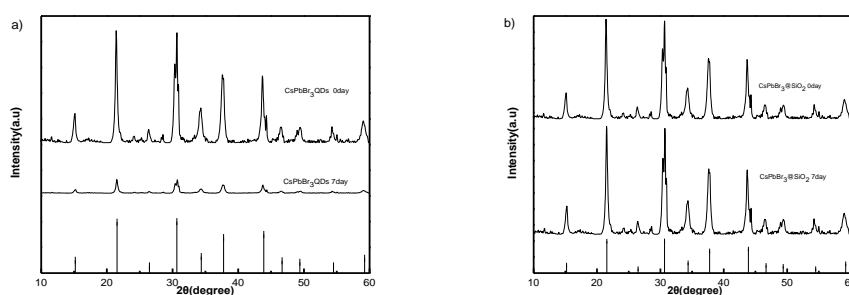 a)
Intensity(a.u)
CsPbBr3QDs 0day
CsPbBr3QDs 7day
10 20 30 40 50 60
2θ(degree)
b)
Intensity(a.u)
CsPbBr3@SiO2 0day
CsPbBr3@SiO2 7day
10 20 30 40 50 60
2θ(degree)